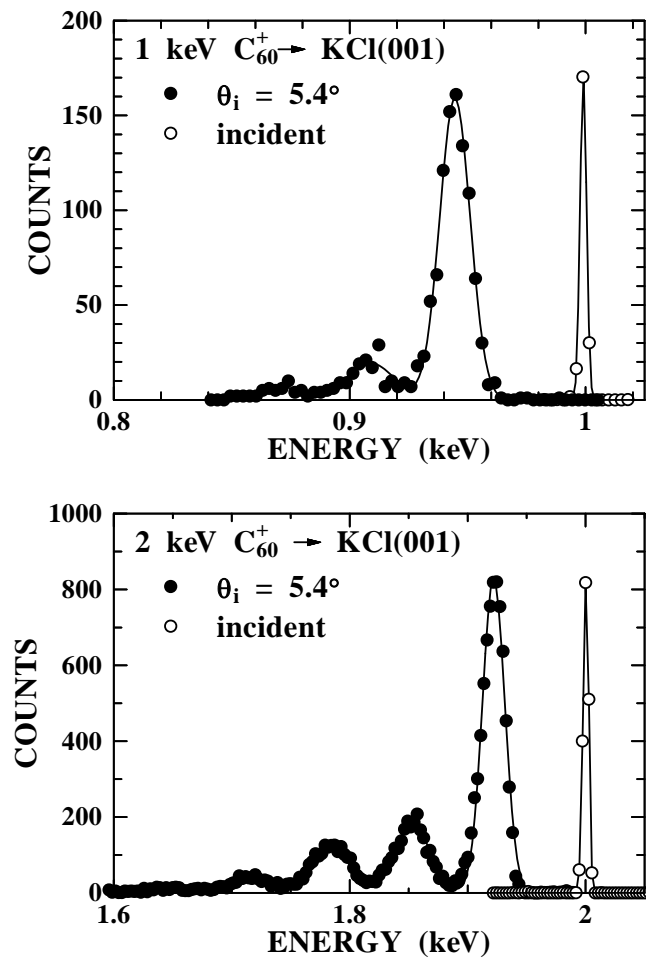 200
1 keV C₆₀⁺ → KCl(001)
θᵢ = 5.4°
incident
150
100
50
0
COUNTS
0.8
0.9
1
ENERGY (keV)
1000
2 keV C₆₀⁺ → KCl(001)
θᵢ = 5.4°
incident
800
600
400
200
0
COUNTS
1.6
1.8
2
ENERGY (keV)